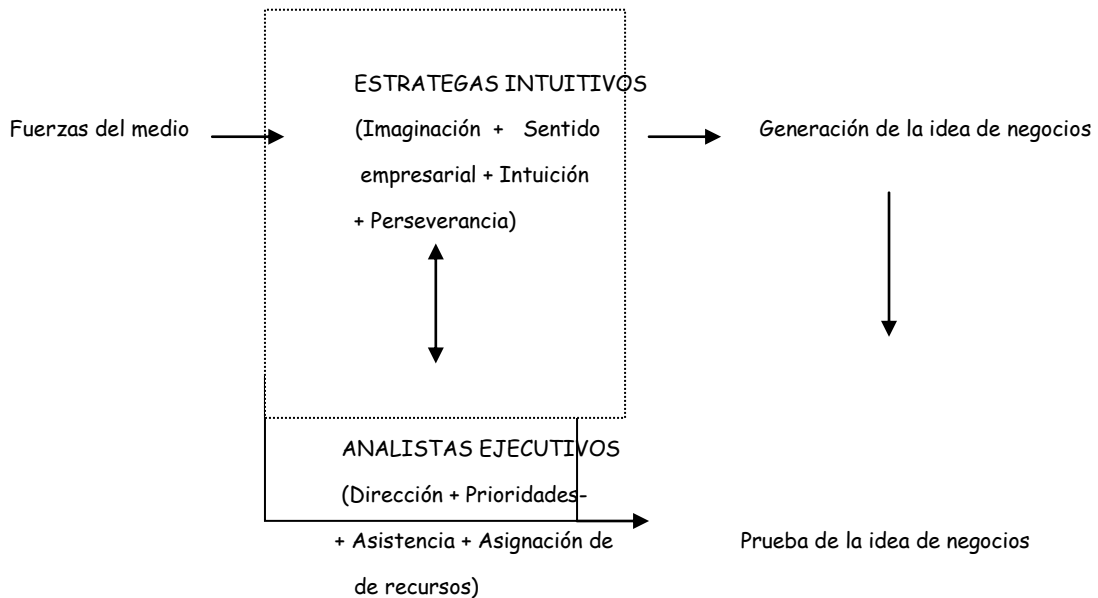 ESTRATEGAS INTUITIVOS
Fuerzas del medio
(Imaginación + Sentido
empresarial + Intuición
+ Perseverancia)
Generación de la idea de negocios
ANALISTAS EJECUTIVOS
(Dirección + Prioridades-
+ Asistencia + Asignación de
de recursos)
Prueba de la idea de negocios